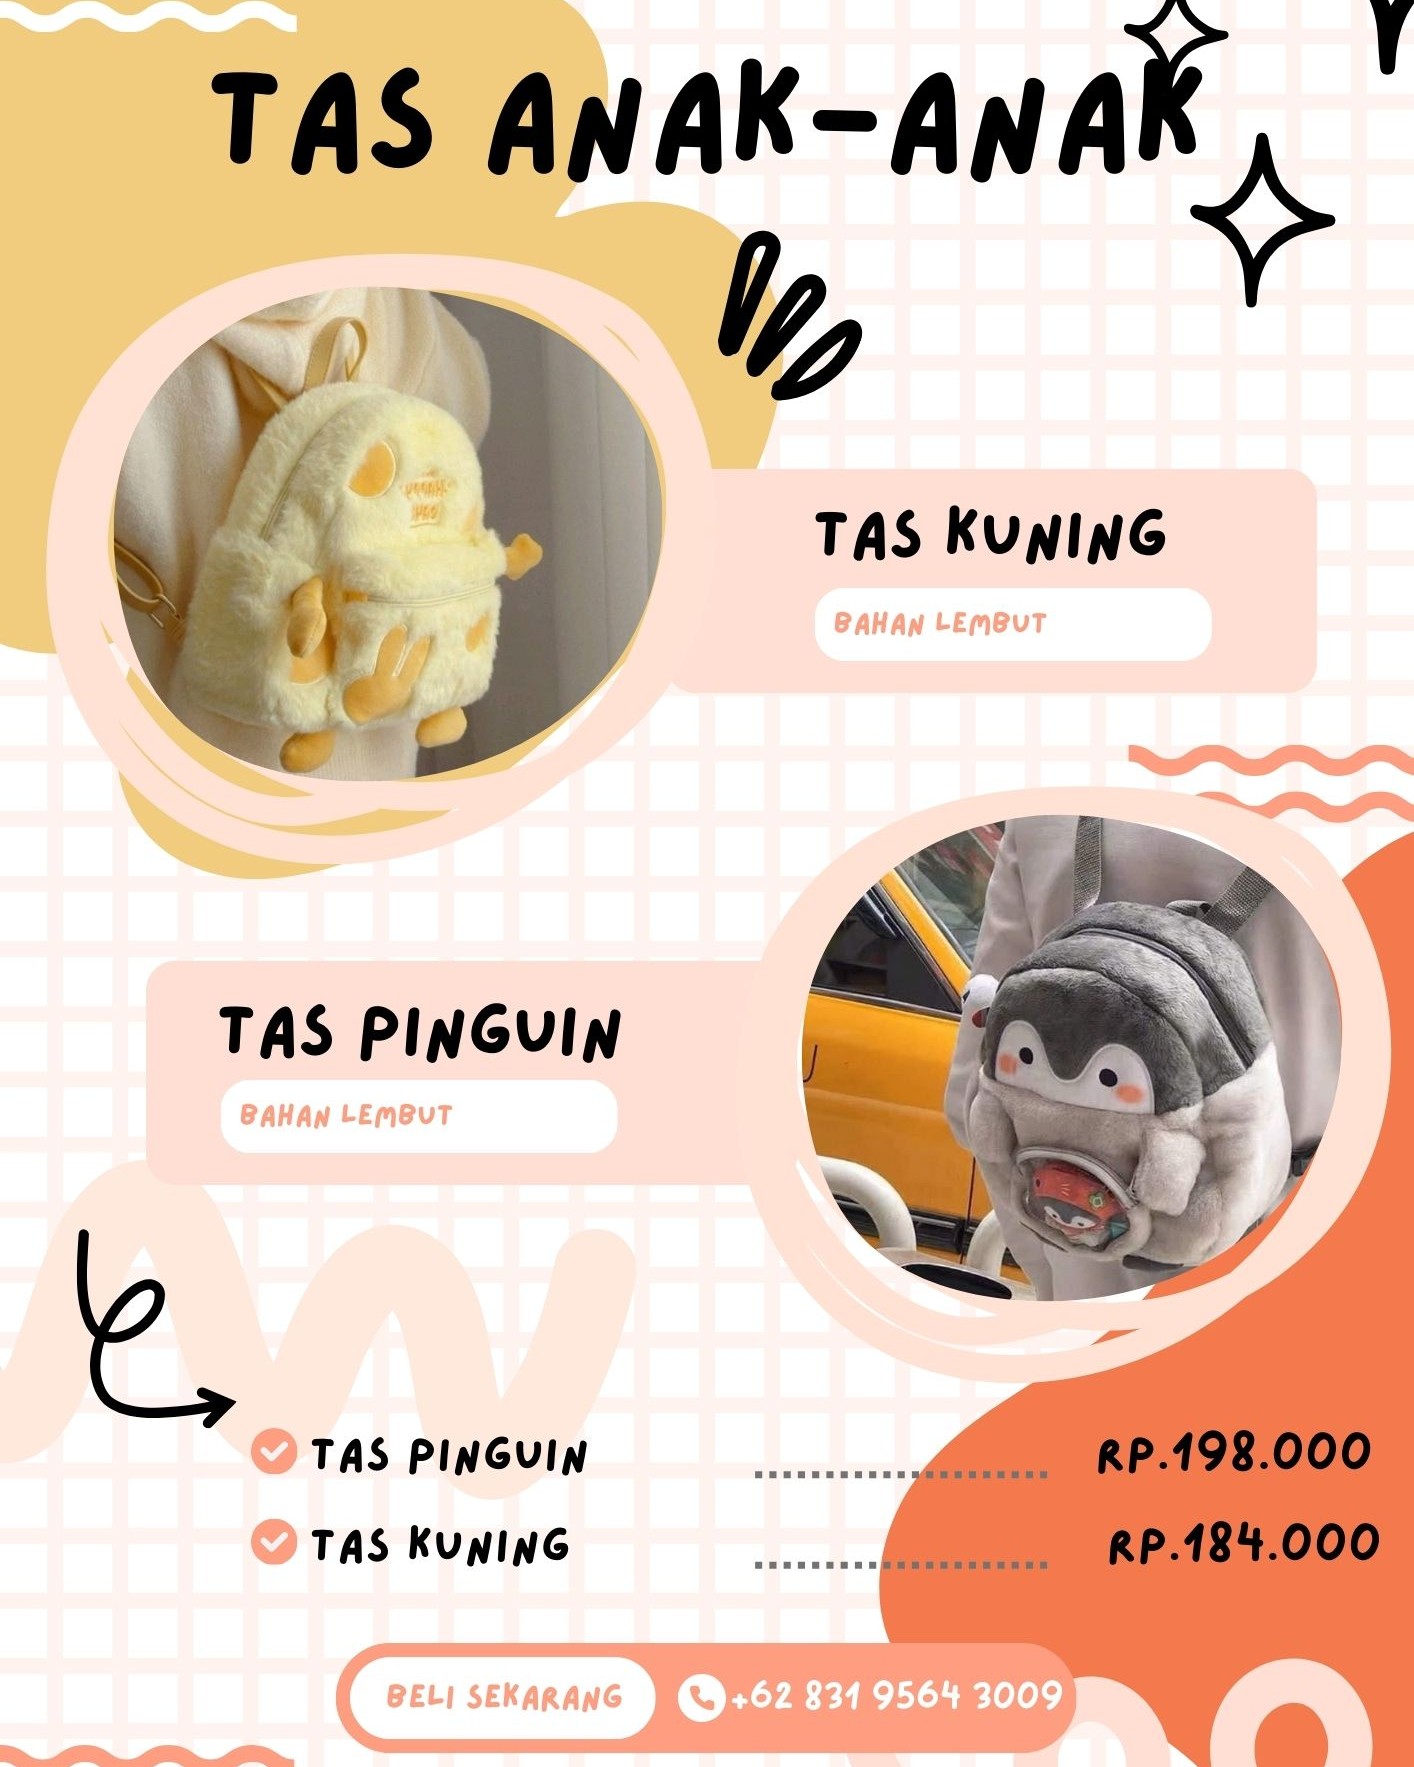 TAS ANAK-ANAK
TAS KUNING
BAHAN LEMBUT
TAS PINGUIN
BAHAN LEMBUT
TAS PINGUIN RP.198.000
TAS KUNING RP.184.000
BELI SEKARANG +62 831 9564 3009